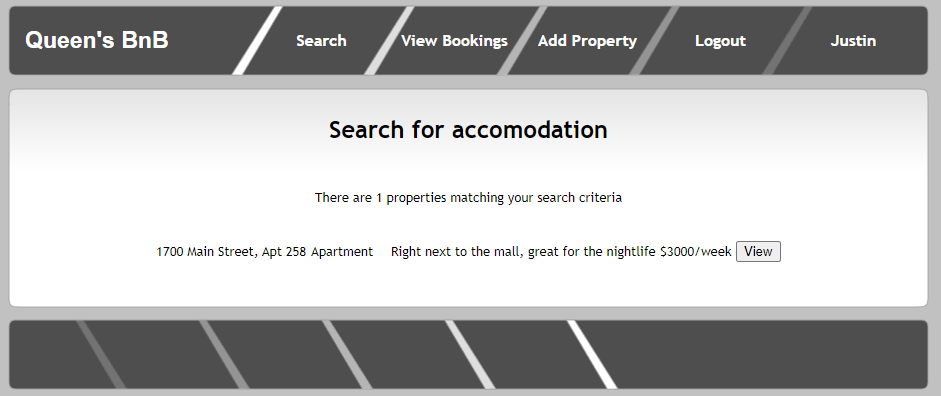 Queen's BnB Search View Bookings Add Property Logout Justin
Search for accomodation
There are 1 properties matching your search criteria
1700 Main Street, Apt 258 Apartment Right next to the mall, great for the nightlife $3000/week View